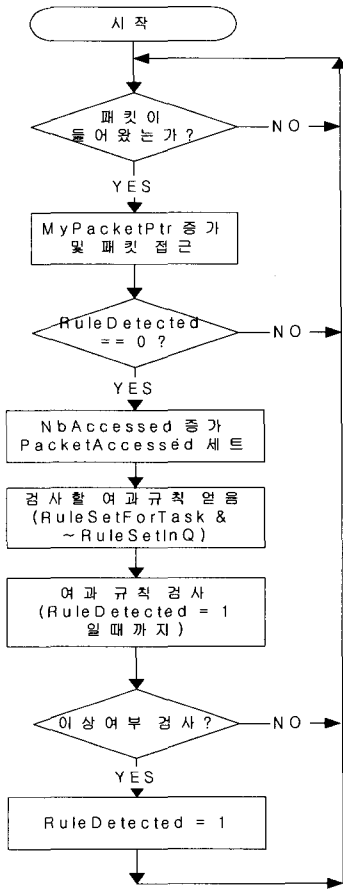 시작
패킷이
들어왔는가?
NO
YES
MyPacketPtr 증가
및 패킷 접근
RuleDetected
== 0 ?
NO
YES
NbAccessed 증가
PacketAccessed 세트
검사할 여과규칙 얻음
(RuleSetForTask &
~RuleSetInQ)
여과 규칙 검사
(RuleDetected = 1
일때까지)
이상여부 검사?
NO
YES
RuleDetected = 1